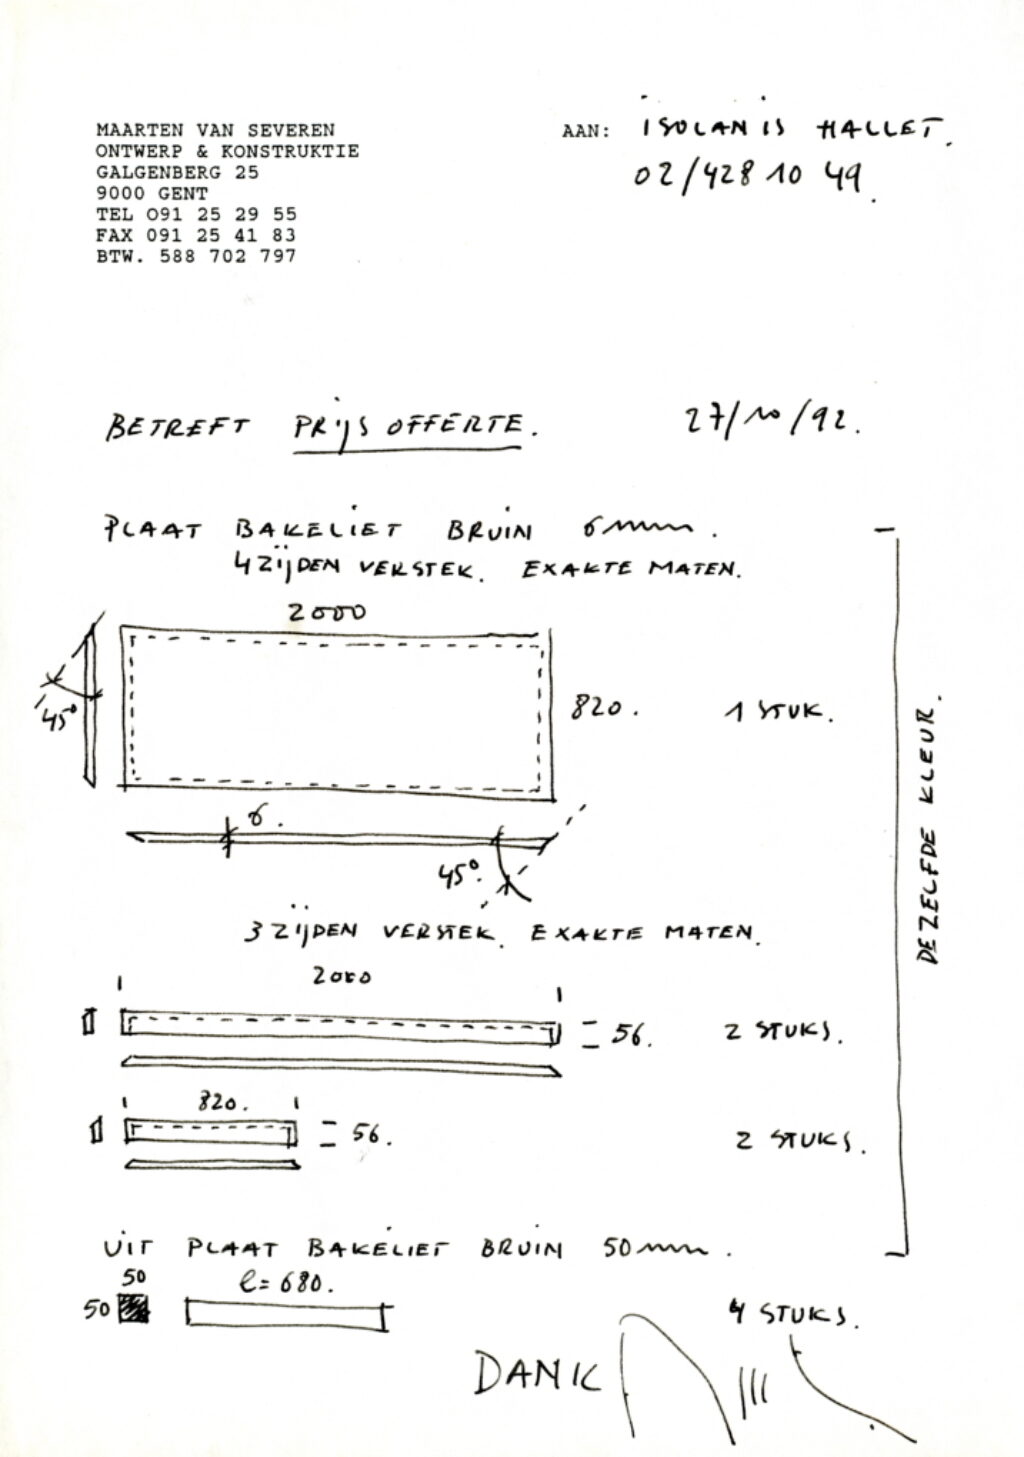 MAARTEN VAN SEVEREN
ONTWERP & KONSTRUKTIE
GALGENBERG 25
9000 GENT
TEL O91 25 29 55
FAX 091 25 41 83
BTW. 588 702 797
AAN: ISOLANIS HALLET.
02/428 10 49.
BETREFT PRIJS OFFERTE.
27/10/92.
PLAAT BAKELIET BRUIN 6mm.
4 ZIJDEN VERSTEK. EXAKTE MATEN.
2000
45°
820.
1 STUK.
6.
45°.
3 ZIJDEN VERSTEK. EXAKTE MATEN.
2000
56.
2 STUKS.
820.
56.
2 STUKS.
DEZELFDE KLEUR.
UIT PLAAT BAKELIET BRUIN 50mm.
50
50
l=680.
4 STUKS.
DANK